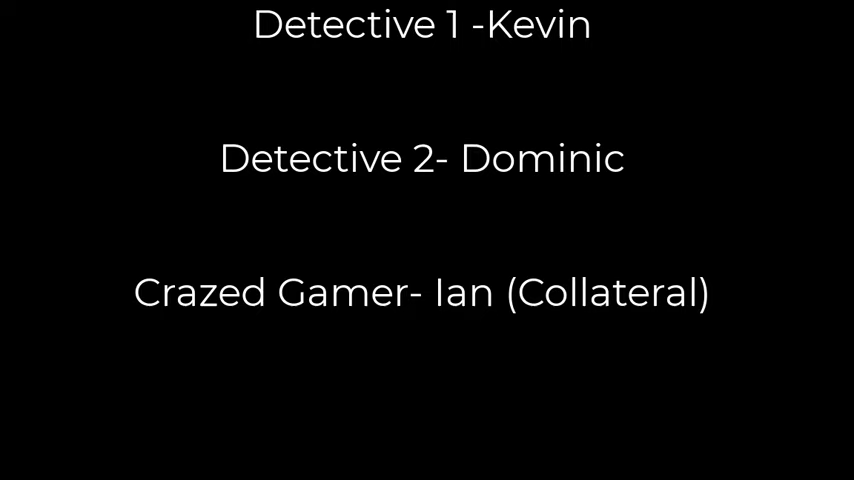 Detective 1 -Kevin
Detective 2- Dominic
Crazed Gamer- Ian (Collateral)